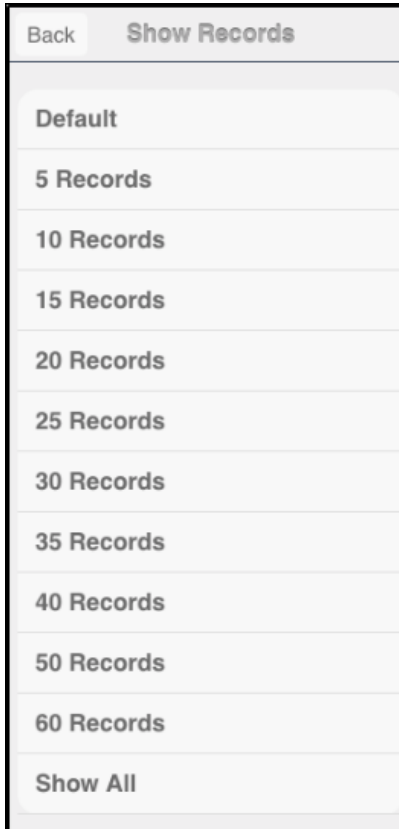 Back Show Records
Default
5 Records
10 Records
15 Records
20 Records
25 Records
30 Records
35 Records
40 Records
50 Records
60 Records
Show All